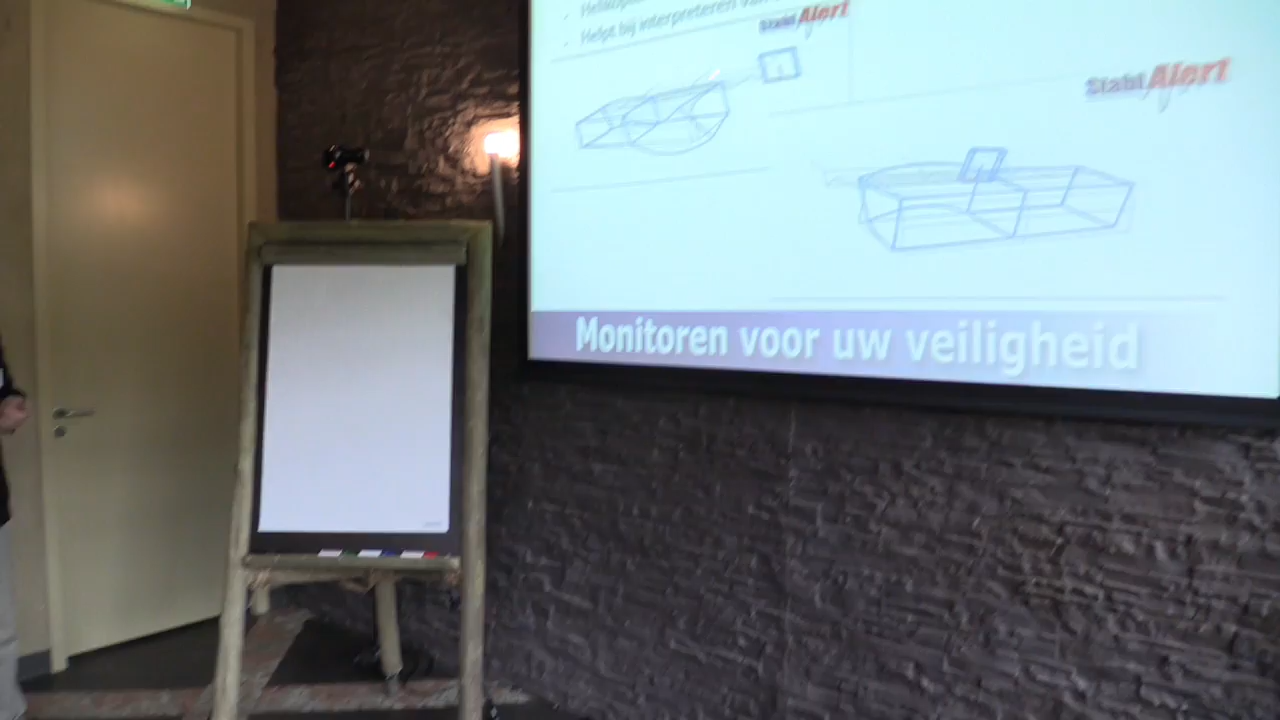 Helpt bij interpreteren van
StabiAlert
StabiAlert
Monitoren voor uw veiligheid